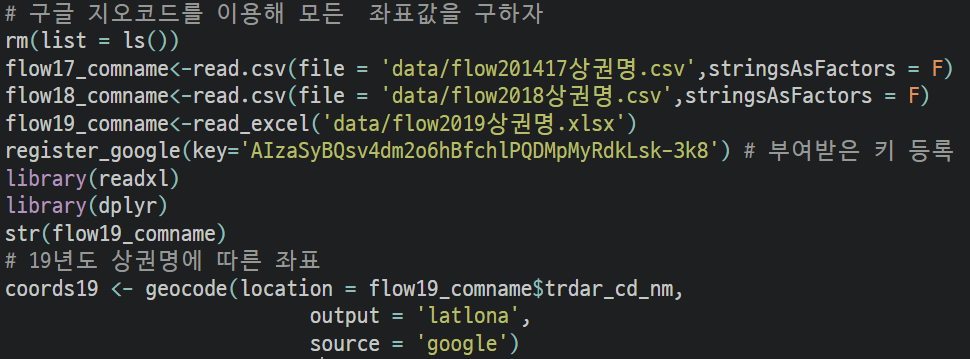 # 구글 지오코드를 이용해 모든  좌표값을 구하자
rm(list = ls())
flow17_comname<-read.csv(file = 'data/flow201417상권명.csv',stringsAsFactors = F)
flow18_comname<-read.csv(file = 'data/flow2018상권명.csv',stringsAsFactors = F)
flow19_comname<-read_excel('data/flow2019상권명.xlsx')
register_google(key='AIzaSyBQsv4dm2o6hBfchlPQDMpMyRdkLsk-3k8') # 부여받은 키 등록
library(readxl)
library(dplyr)
str(flow19_comname)
# 19년도 상권명에 따른 좌표
coords19 <- geocode(location = flow19_comname$trdar_cd_nm,
                    output = 'latlona',
                    source = 'google')